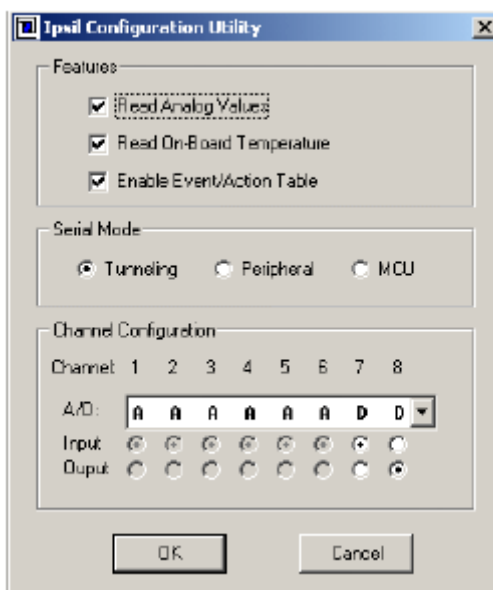 Ipsil Configuration Utility
Features
Read Analog Values
Read On-Board Temperature
Enable Event/Action Table
Serial Mode
Tunneling Peripheral MCU
Channel Configuration
Channel: 1 2 3 4 5 6 7 8
A/D: A A A A A A D D
Input
Ouput
OK Cancel